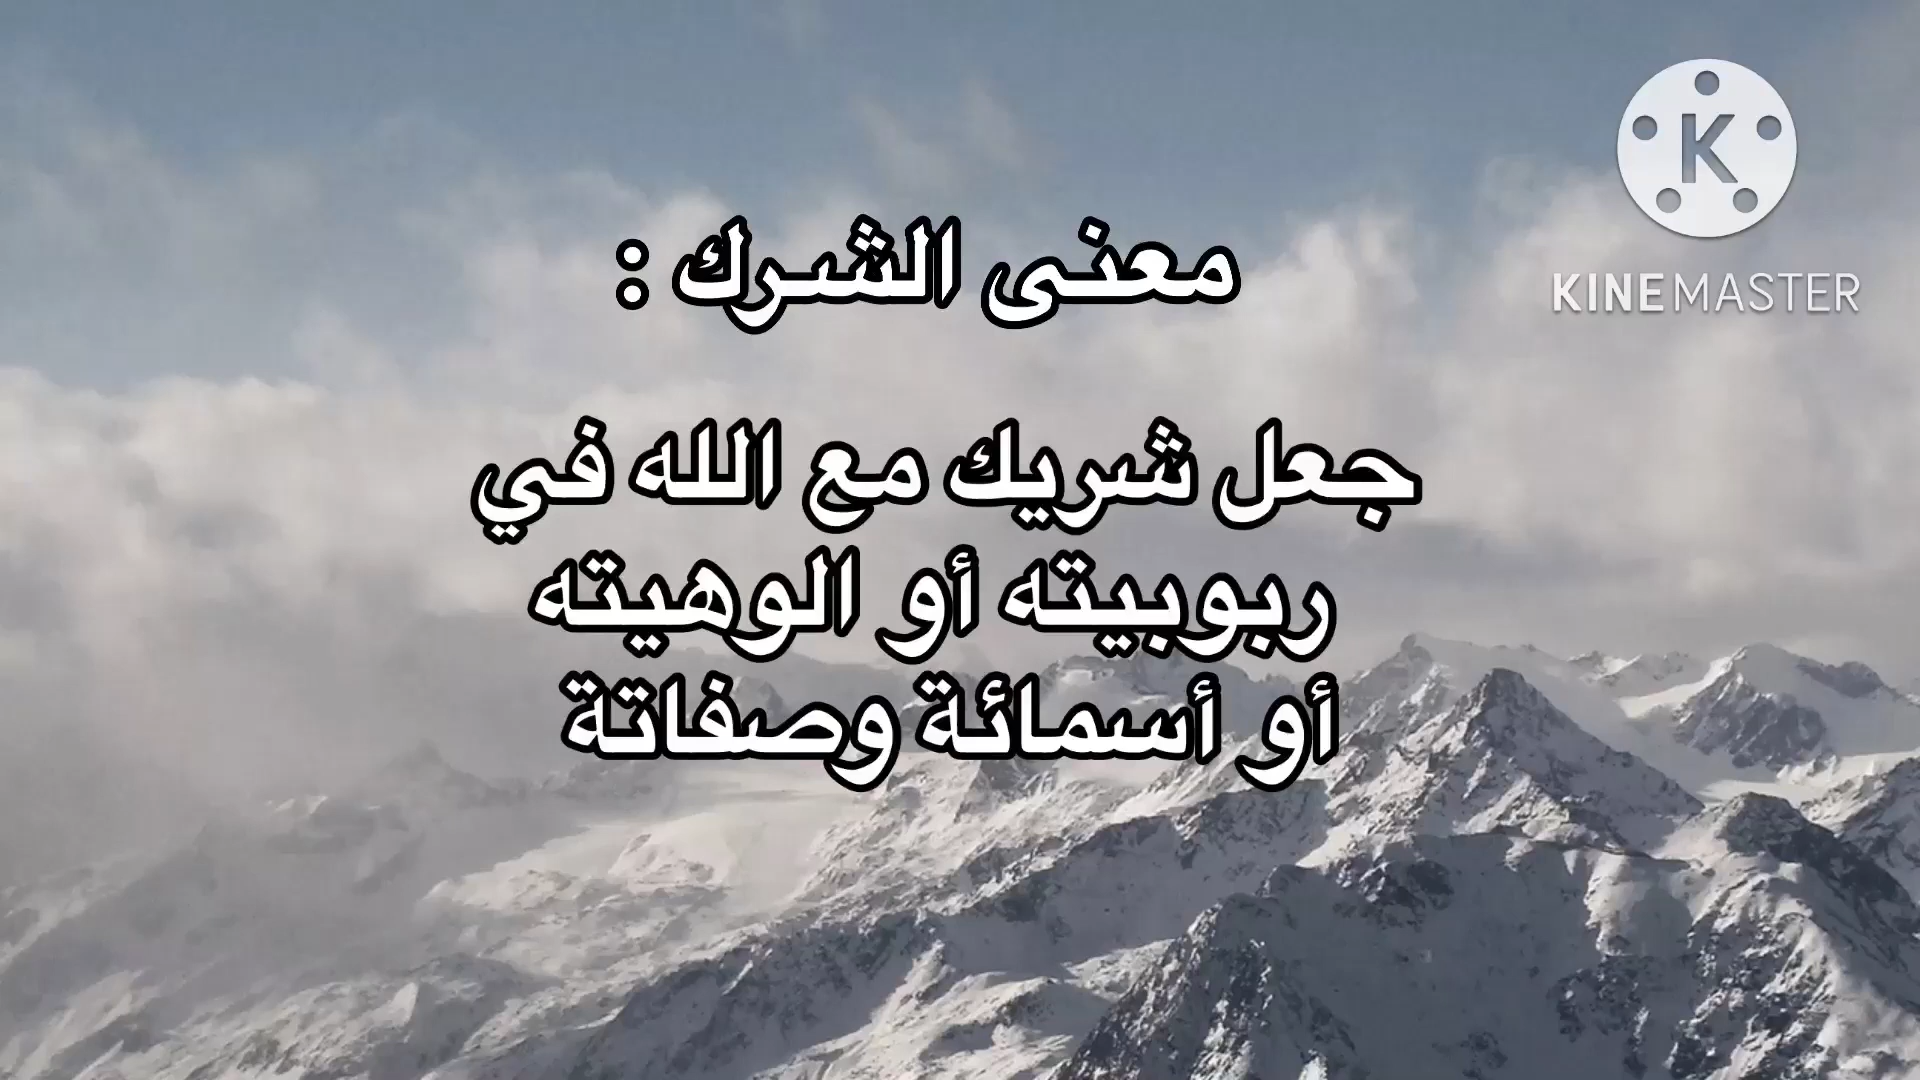 KINEMASTER
معنى الشرك :
جعل شريك مع الله في
ربوبيته أو الوهيته
أو أسمائة وصفاتة